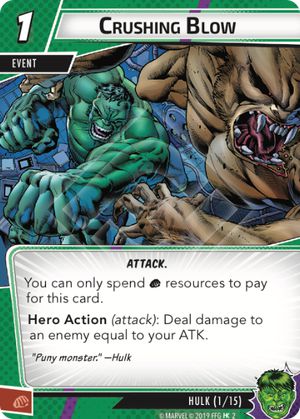 1
CRUSHING BLOW
EVENT
ATTACK.
You can only spend resources to pay
for this card.
Hero Action (attack): Deal damage to
an enemy equal to your ATK.
"Puny monster." —Hulk
HULK (1/15)
© MARVEL © 2019 FFG HK 2